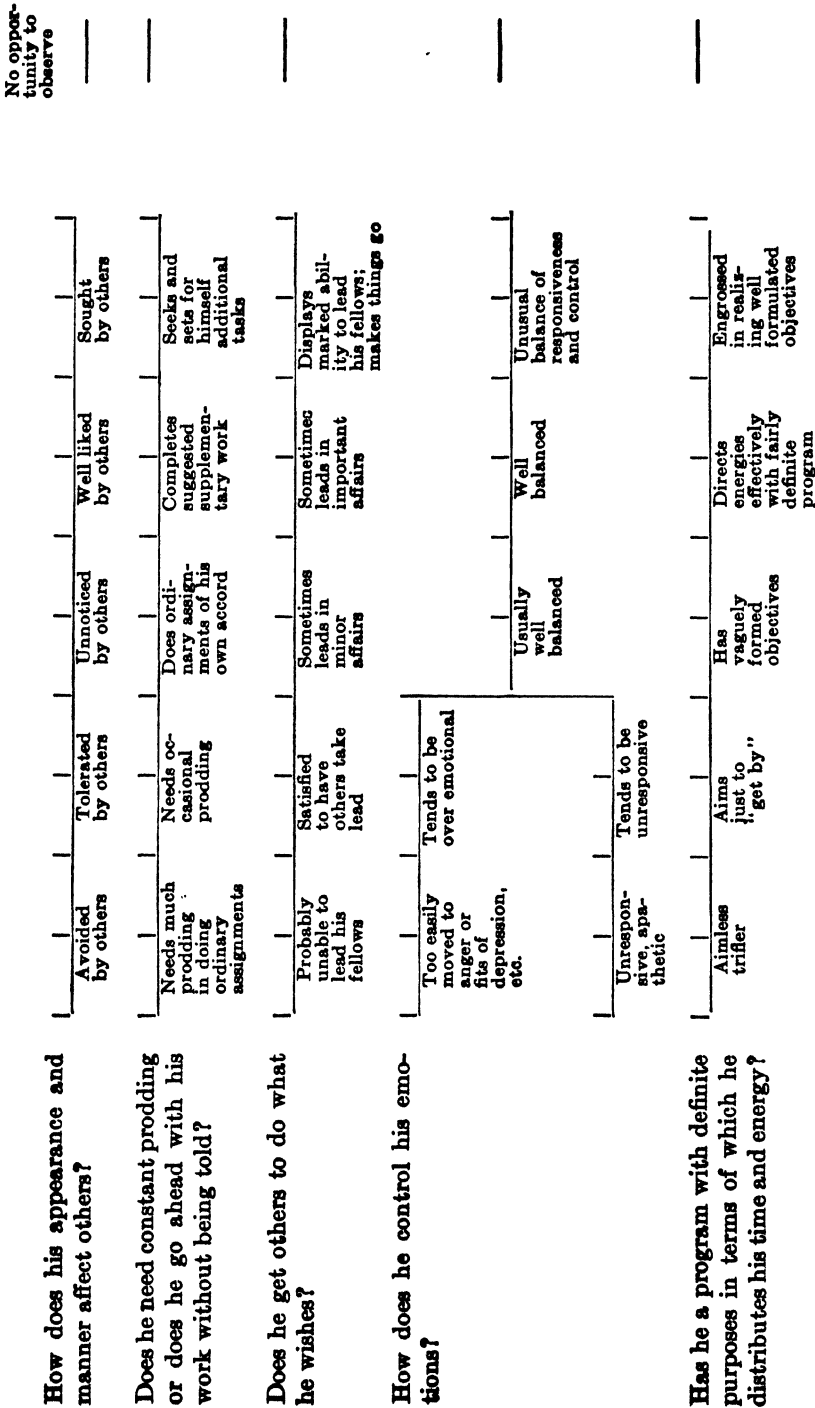 No oppor-
tunity to
observe
How does his appearance and
manner affect others?
Avoided
by others
Tolerated
by others
Unnoticed
by others
Well liked
by others
Sought
by others
Does he need constant prodding
or does he go ahead with his
work without being told?
Needs much
prodding
in doing
ordinary
assignments
Needs oc-
casional
prodding
Does ordi-
nary assign-
ments of his
own accord
Completes
suggested
supplemen-
tary work
Seeks and
sets for
himself
additional
tasks
Does he get others to do what
he wishes?
Probably
unable to
lead his
fellows
Satisfied
to have
others take
lead
Sometimes
leads in
minor
affairs
Sometimes
leads in
important
affairs
Displays
marked abil-
ity to lead
his fellows;
makes things go
How does he control his emo-
tions?
Too easily
moved to
anger or
fits of
depression,
etc.
Tends to be
over emotional
Unrespon-
sive, apa-
thetic
Tends to be
unresponsive
Usually
well
balanced
Well
balanced
Unusual
balance of
responsiveness
and control
Has he a program with definite
purposes in terms of which he
distributes his time and energy?
Aimless
trifler
Aims
just to
"get by"
Has
vaguely
formed
objectives
Directs
energies
effectively
with fairly
definite
program
Engrossed
in realiz-
ing well
formulated
objectives